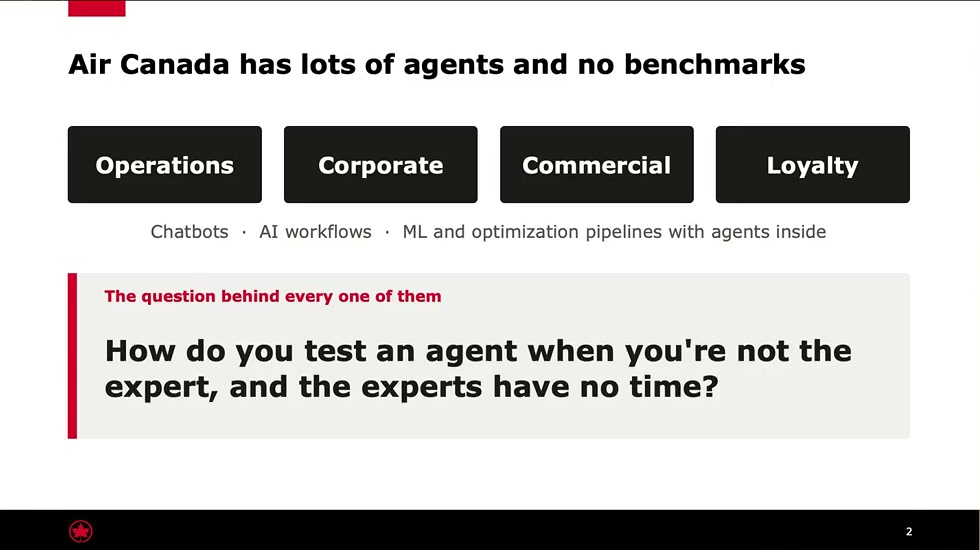 Air Canada has lots of agents and no benchmarks
Operations
Corporate
Commercial
Loyalty
Chatbots · AI workflows · ML and optimization pipelines with agents inside
The question behind every one of them
How do you test an agent when you're not the
expert, and the experts have no time?
2